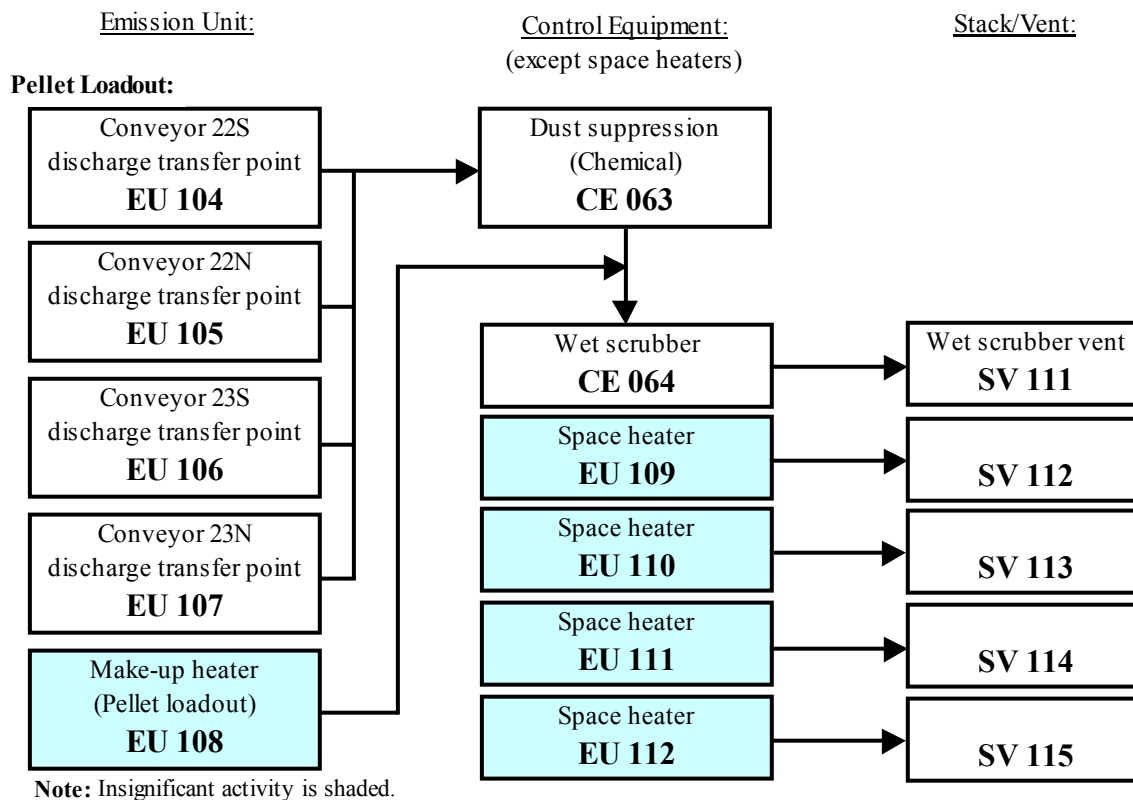 Emission Unit:
Control Equipment:
(except space heaters)
Stack/Vent:
Pellet Loadout:
Conveyor 22S
discharge transfer point
EU 104
Conveyor 22N
discharge transfer point
EU 105
Conveyor 23S
discharge transfer point
EU 106
Conveyor 23N
discharge transfer point
EU 107
Make-up heater
(Pellet loadout)
EU 108
Dust suppression
(Chemical)
CE 063
Wet scrubber
CE 064
Space heater
EU 109
Space heater
EU 110
Space heater
EU 111
Space heater
EU 112
Wet scrubber vent
SV 111
SV 112
SV 113
SV 114
SV 115
Note: Insignificant activity is shaded.